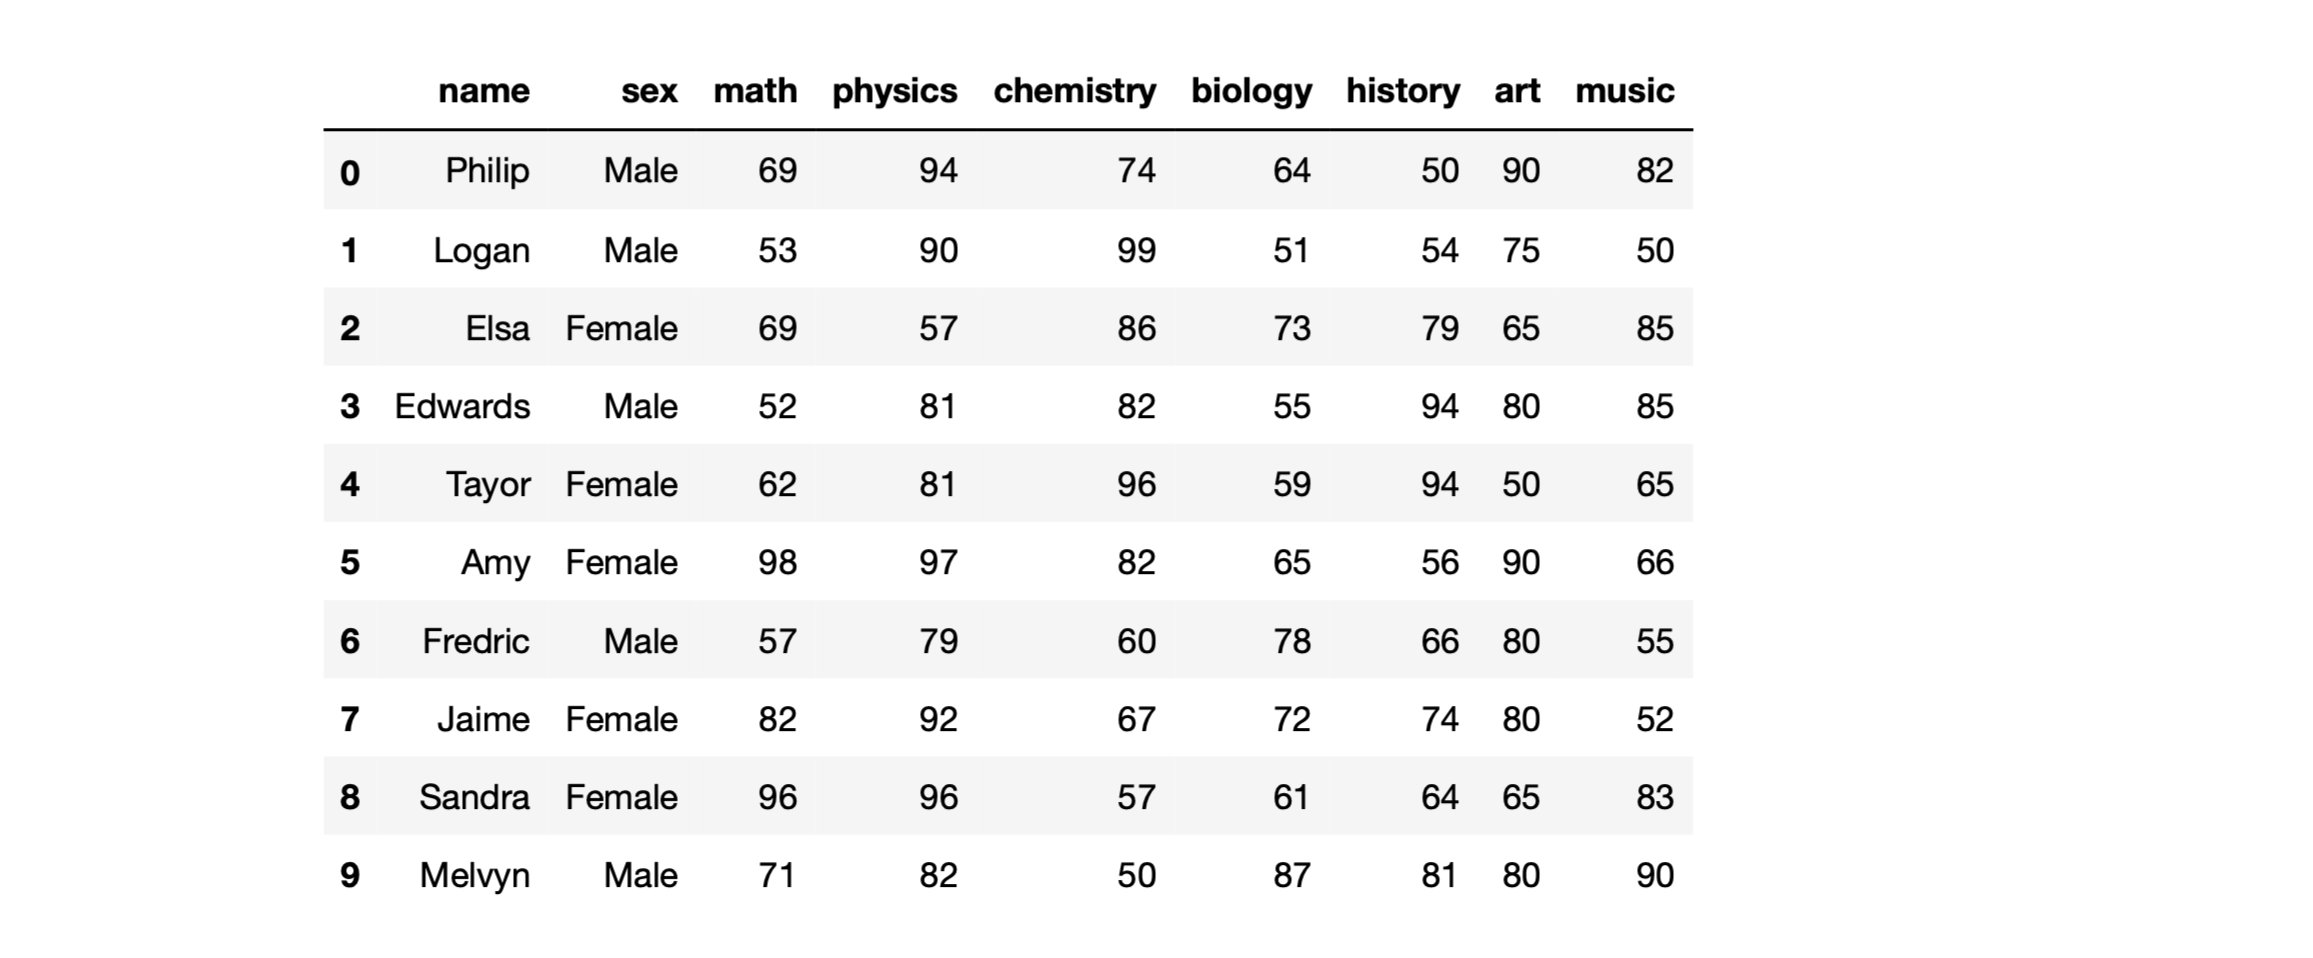 name sex math physics chemistry biology history art music
0 Philip Male 69 94 74 64 50 90 82
1 Logan Male 53 90 99 51 54 75 50
2 Elsa Female 69 57 86 73 79 65 85
3 Edwards Male 52 81 82 55 94 80 85
4 Tayor Female 62 81 96 59 94 50 65
5 Amy Female 98 97 82 65 56 90 66
6 Fredric Male 57 79 60 78 66 80 55
7 Jaime Female 82 92 67 72 74 80 52
8 Sandra Female 96 96 57 61 64 65 83
9 Melvyn Male 71 82 50 87 81 80 90